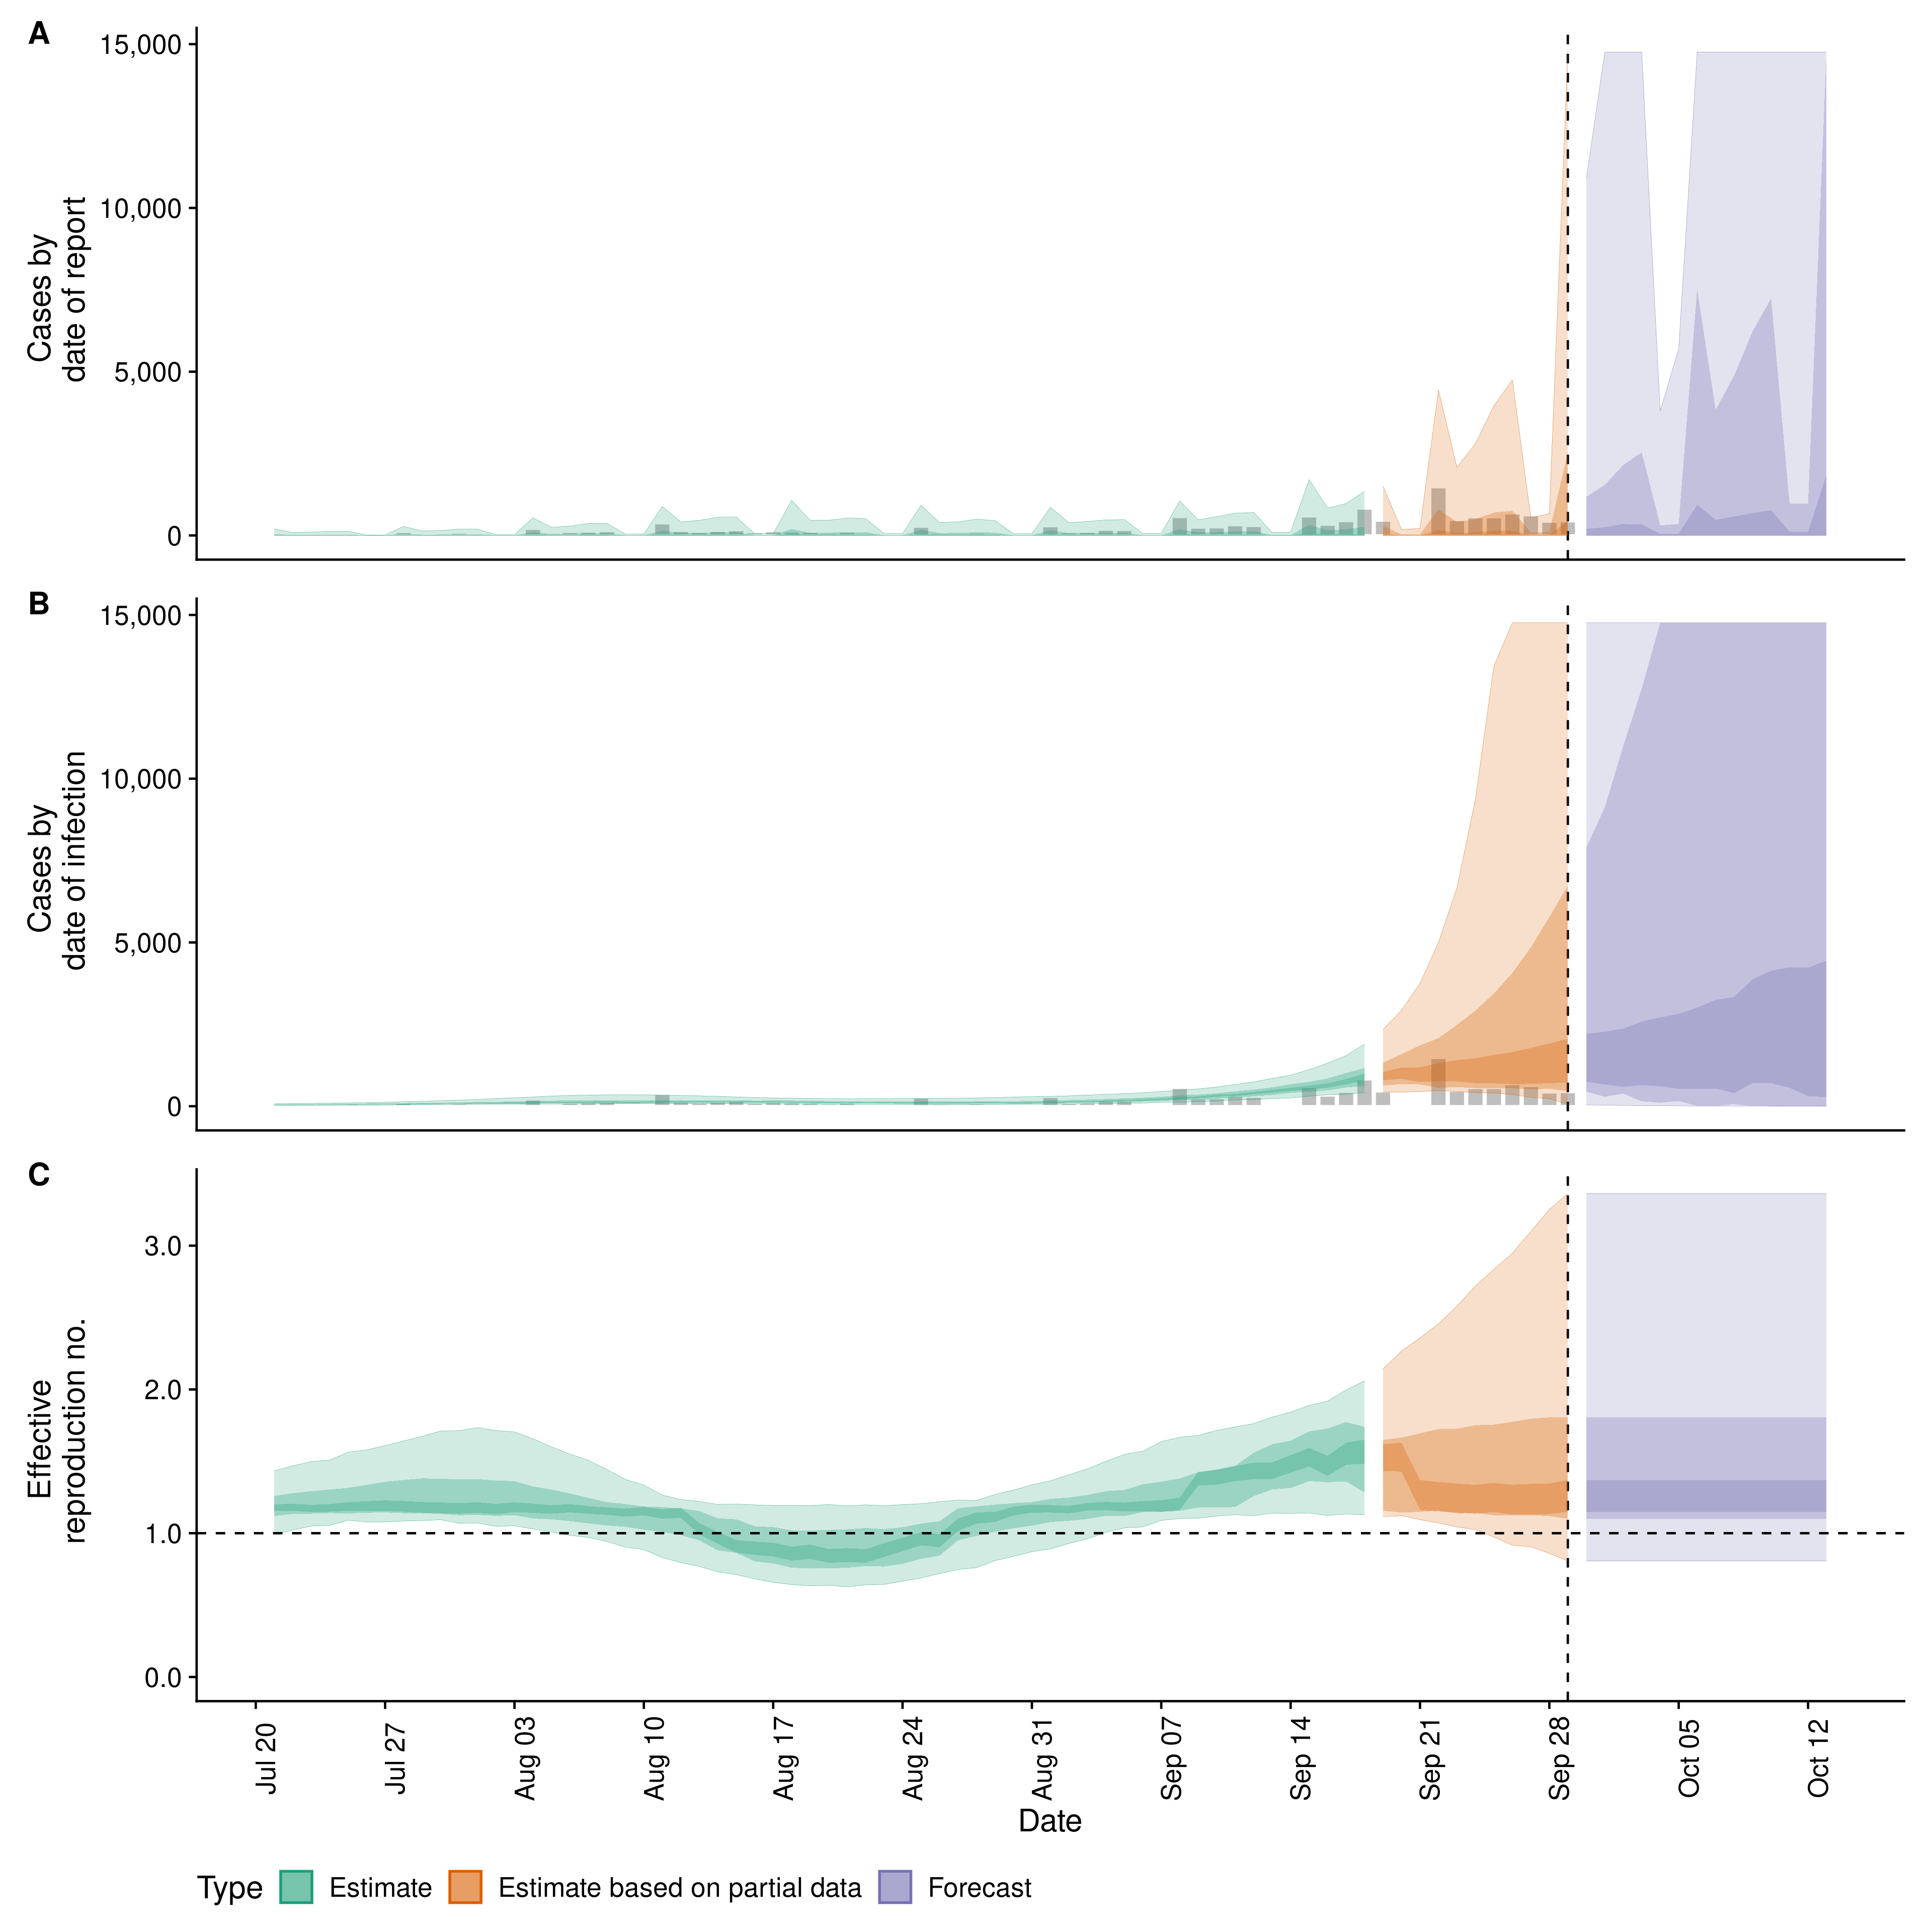 A
Cases by
date of report
15,000
10,000
5,000
0
B
Cases by
date of infection
15,000
10,000
5,000
0
C
Effective
reproduction no.
3.0
2.0
1.0
0.0
Jul 20
Jul 27
Aug 03
Aug 10
Aug 17
Aug 24
Aug 31
Sep 07
Sep 14
Sep 21
Sep 28
Oct 05
Oct 12
Date
Type Estimate Estimate based on partial data Forecast